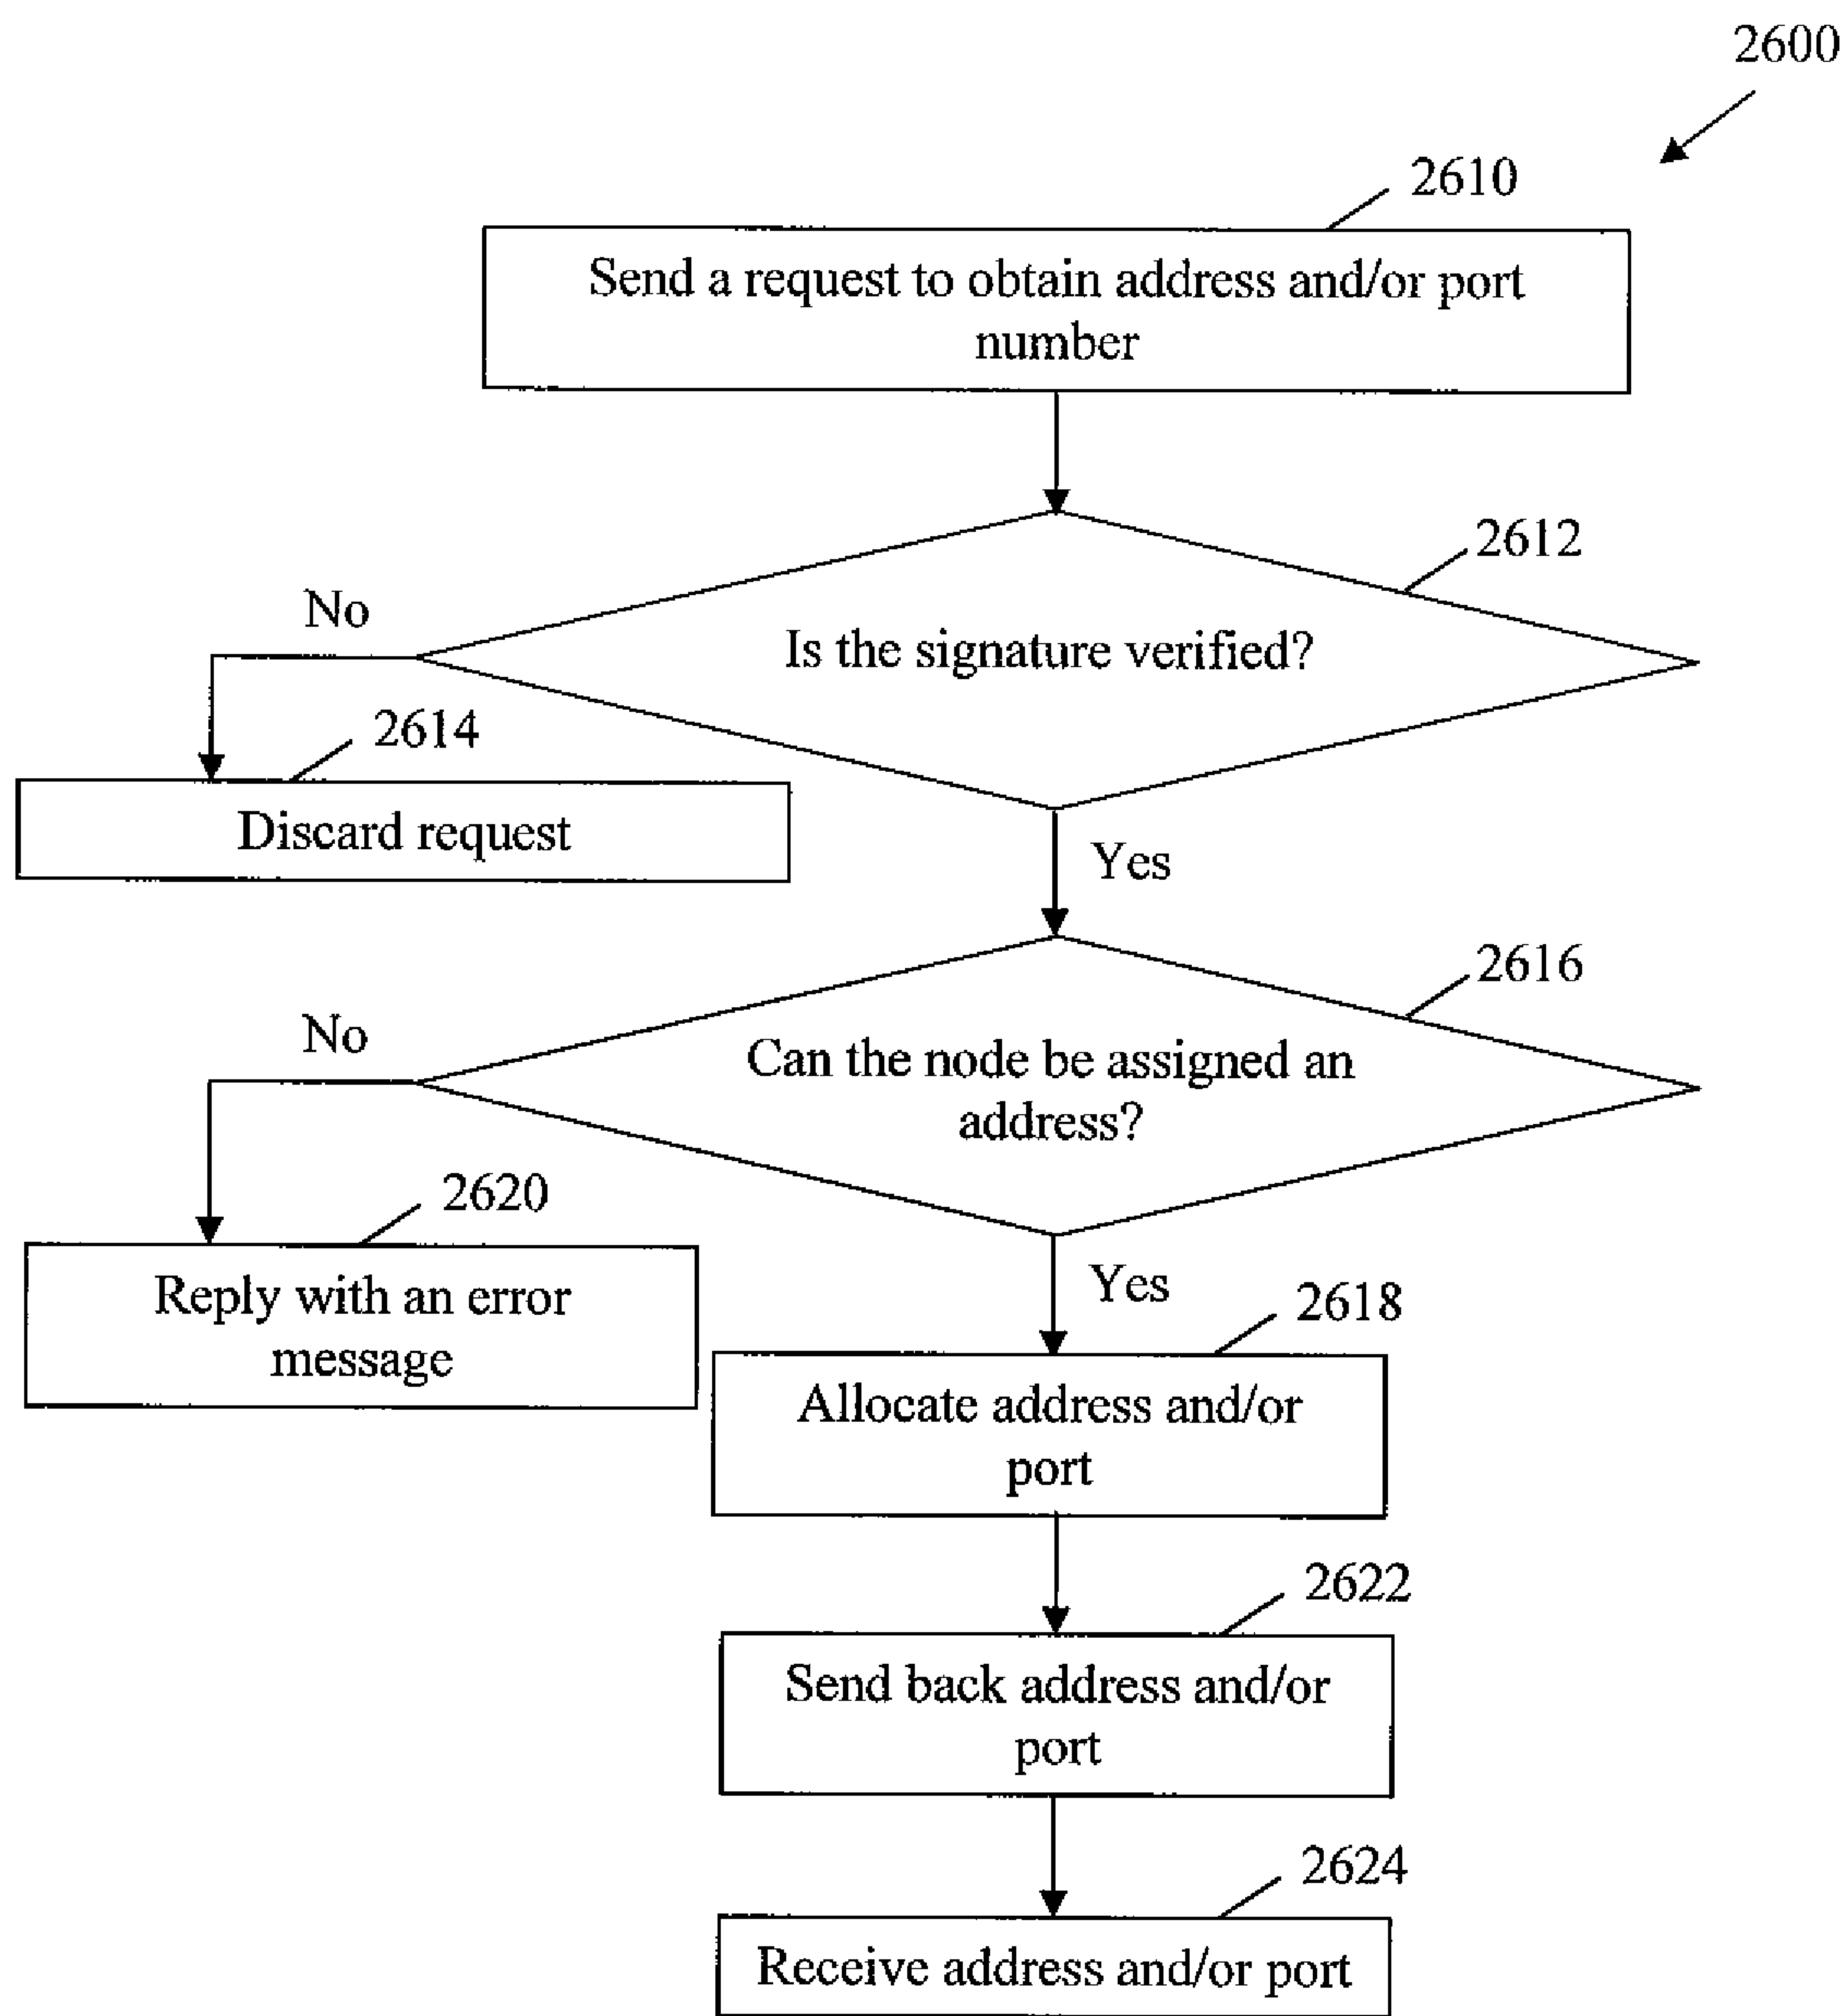 2600
2610
Send a request to obtain address and/or port
number
2612
No
Is the signature verified?
2614
Discard request
Yes
2616
No
Can the node be assigned an
address?
2620
Reply with an error
message
Yes
2618
Allocate address and/or
port
2622
Send back address and/or
port
2624
Receive address and/or port